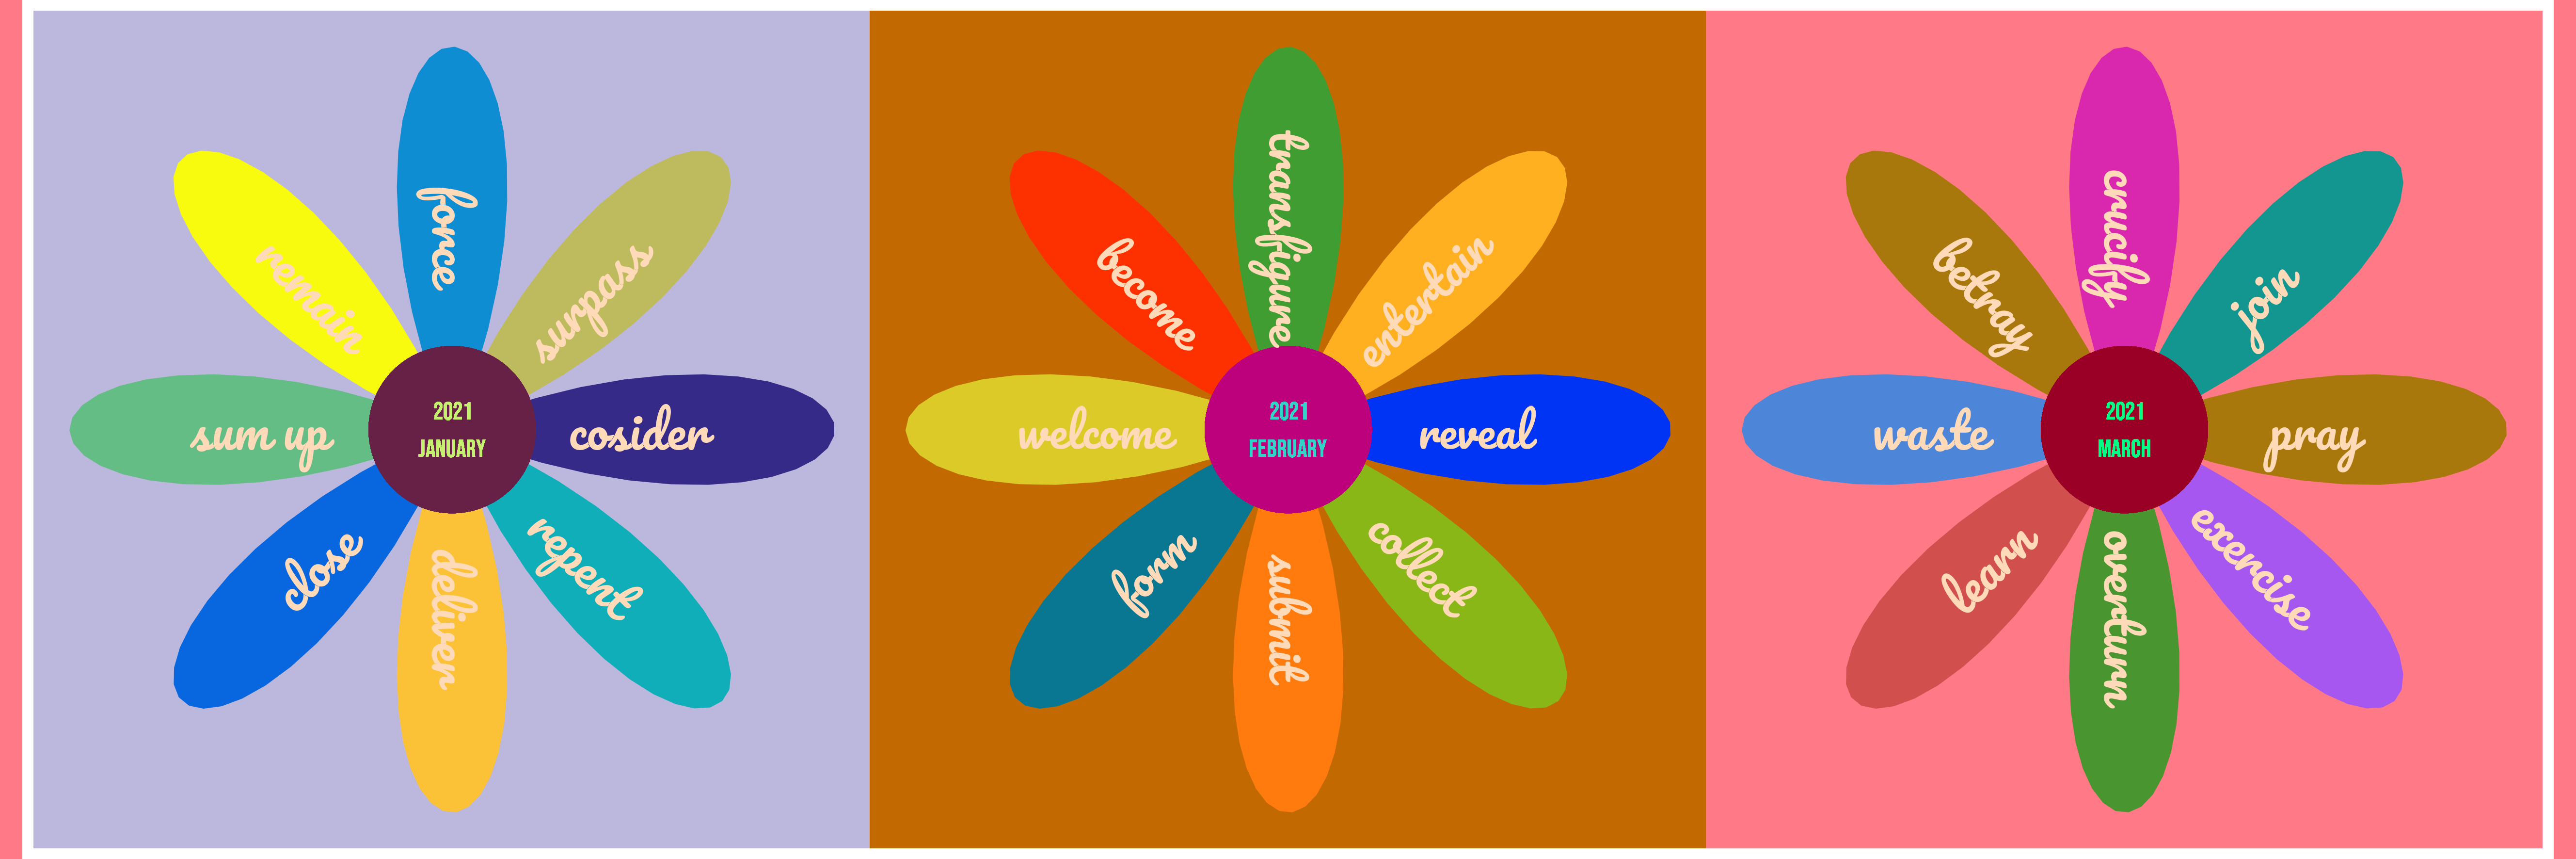 force
surpass
cosider
repent
deliver
close
sum up
remain
2021
JANUARY
transfigure
entertain
reveal
collect
submit
form
welcome
become
2021
FEBRUARY
crucify
join
pray
exercise
overturn
learn
waste
betray
2021
MARCH